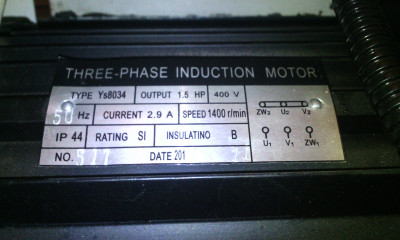 THREE-PHASE INDUCTION MOTOR
TYPE Ys8034 OUTPUT 1.5 HP 400 V
50 Hz CURRENT 2.9 A SPEED 1400 r/min
IP 44 RATING SI INSULATINO B
NO. 511 DATE 201
ZW2 U2 V2
U1 V1 ZW1